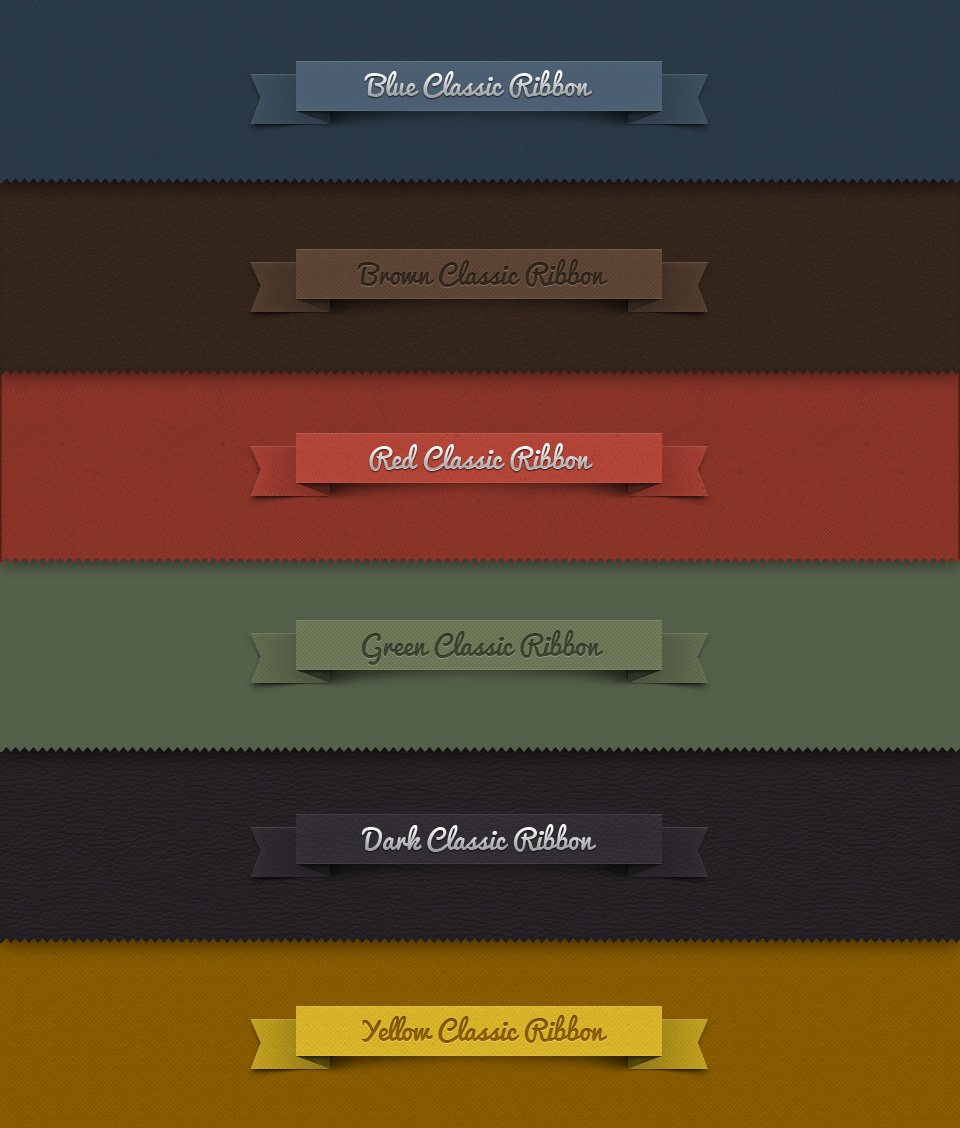 Blue Classic Ribbon
Brown Classic Ribbon
Red Classic Ribbon
Green Classic Ribbon
Dark Classic Ribbon
Yellow Classic Ribbon